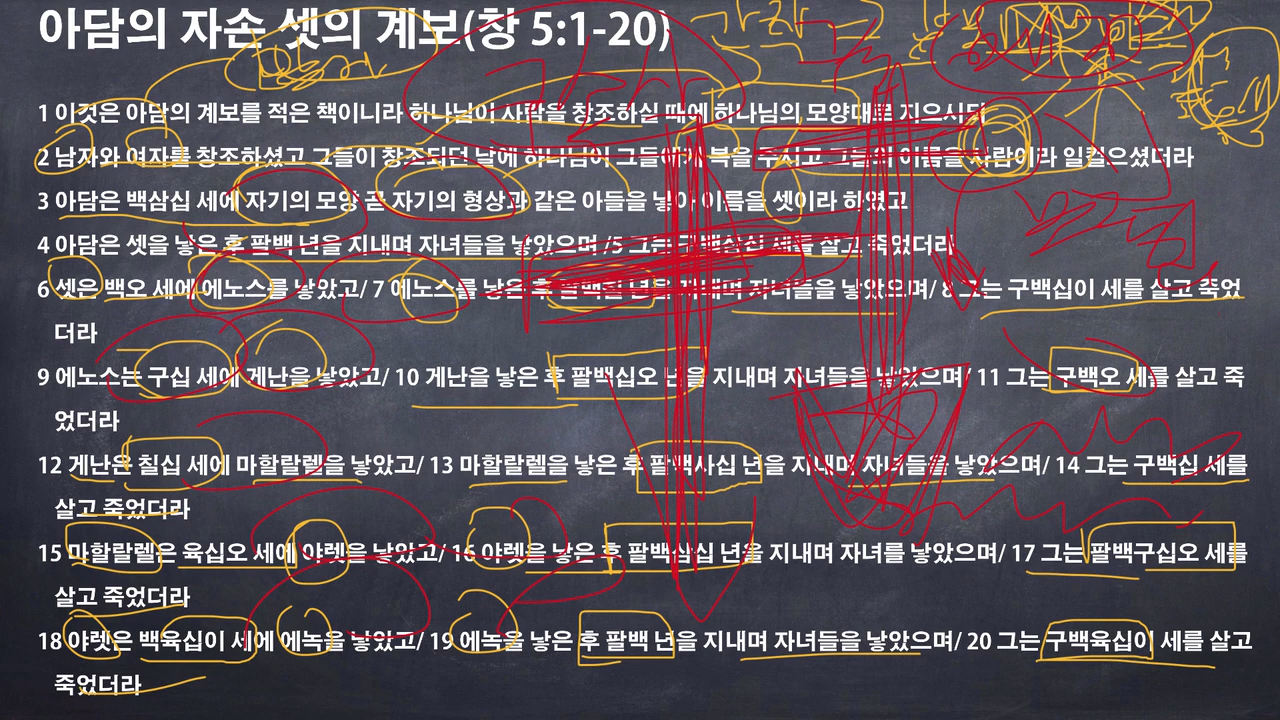 아담의 자손 셋의 계보(창 5:1-20)
1 이것은 아담의 계보를 적은 책이니라 하나님이 사람을 창조하실 때에 하나님의 모양대로 지으시되
2 남자와 여자를 창조하셨고 그들이 창조되던 날에 하나님이 그들에게 복을 주시고 그들의 이름을 사람이라 일컬으셨더라
3 아담은 백삼십 세에 자기의 모양 곧 자기의 형상과 같은 아들을 낳아 이름을 셋이라 하였고
4 아담은 셋을 낳은 후 팔백 년을 지내며 자녀들을 낳았으며 /5 그는 구백삼십 세를 살고 죽었더라
6 셋은 백오 세에 에노스를 낳았고/ 7 에노스를 낳은 후 팔백칠 년을 지내며 자녀들을 낳았으며/ 8 그는 구백십이 세를 살고 죽었
더라
9 에노스는 구십 세에 게난을 낳았고/ 10 게난을 낳은 후 팔백십오 년을 지내며 자녀들을 낳았으며/ 11 그는 구백오 세를 살고 죽
었더라
12 게난은 칠십 세에 마할랄렐을 낳았고/ 13 마할랄렐을 낳은 후 팔백사십 년을 지내며 자녀들을 낳았으며/ 14 그는 구백십 세를
살고 죽었더라
15 마할랄렐은 육십오 세에 야렛을 낳았고/ 16 야렛을 낳은 후 팔백삼십 년을 지내며 자녀를 낳았으며/ 17 그는 팔백구십오 세를
살고 죽었더라
18 야렛은 백육십이 세에 에녹을 낳았고/ 19 에녹을 낳은 후 팔백 년을 지내며 자녀들을 낳았으며/ 20 그는 구백육십이 세를 살고
죽었더라